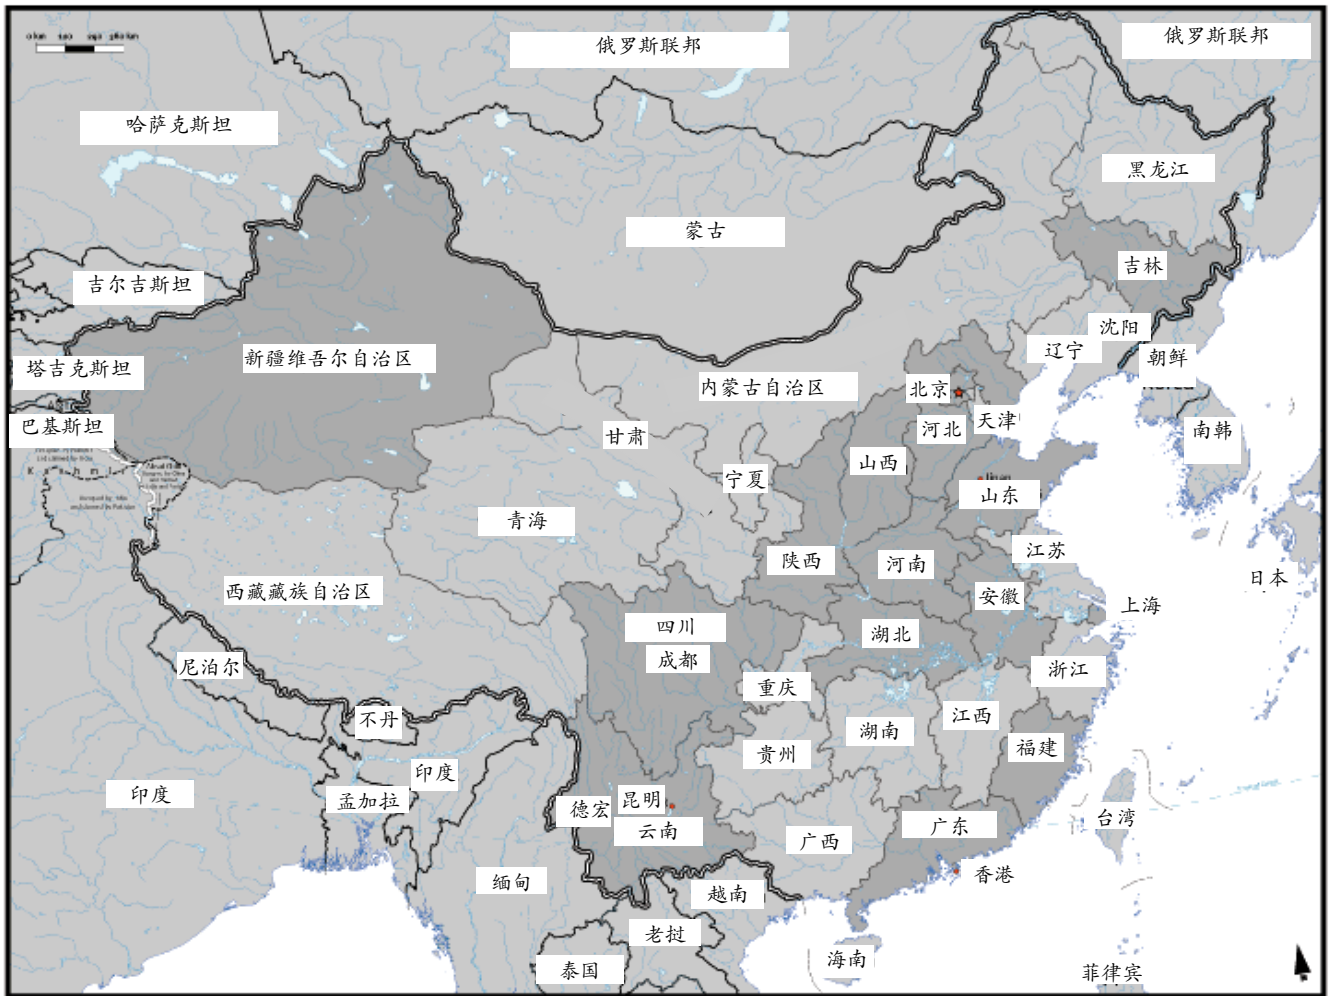 0 km
俄罗斯联邦
俄罗斯联邦
哈萨克斯坦
黑龙江
蒙古
吉林
吉尔吉斯坦
沈阳
辽宁
朝鲜
塔吉克斯坦
新疆维吾尔自治区
内蒙古自治区
北京
天津
河北
巴基斯坦
甘肃
南韩
山西
宁夏
Kashmir
山东
青海
江苏
陕西
河南
日本
西藏藏族自治区
安徽
上海
四川
湖北
成都
尼泊尔
浙江
重庆
不丹
江西
湖南
福建
贵州
印度
印度
孟加拉
德宏
昆明
台湾
云南
广东
广西
缅甸
香港
越南
老挝
海南
泰国
菲律宾